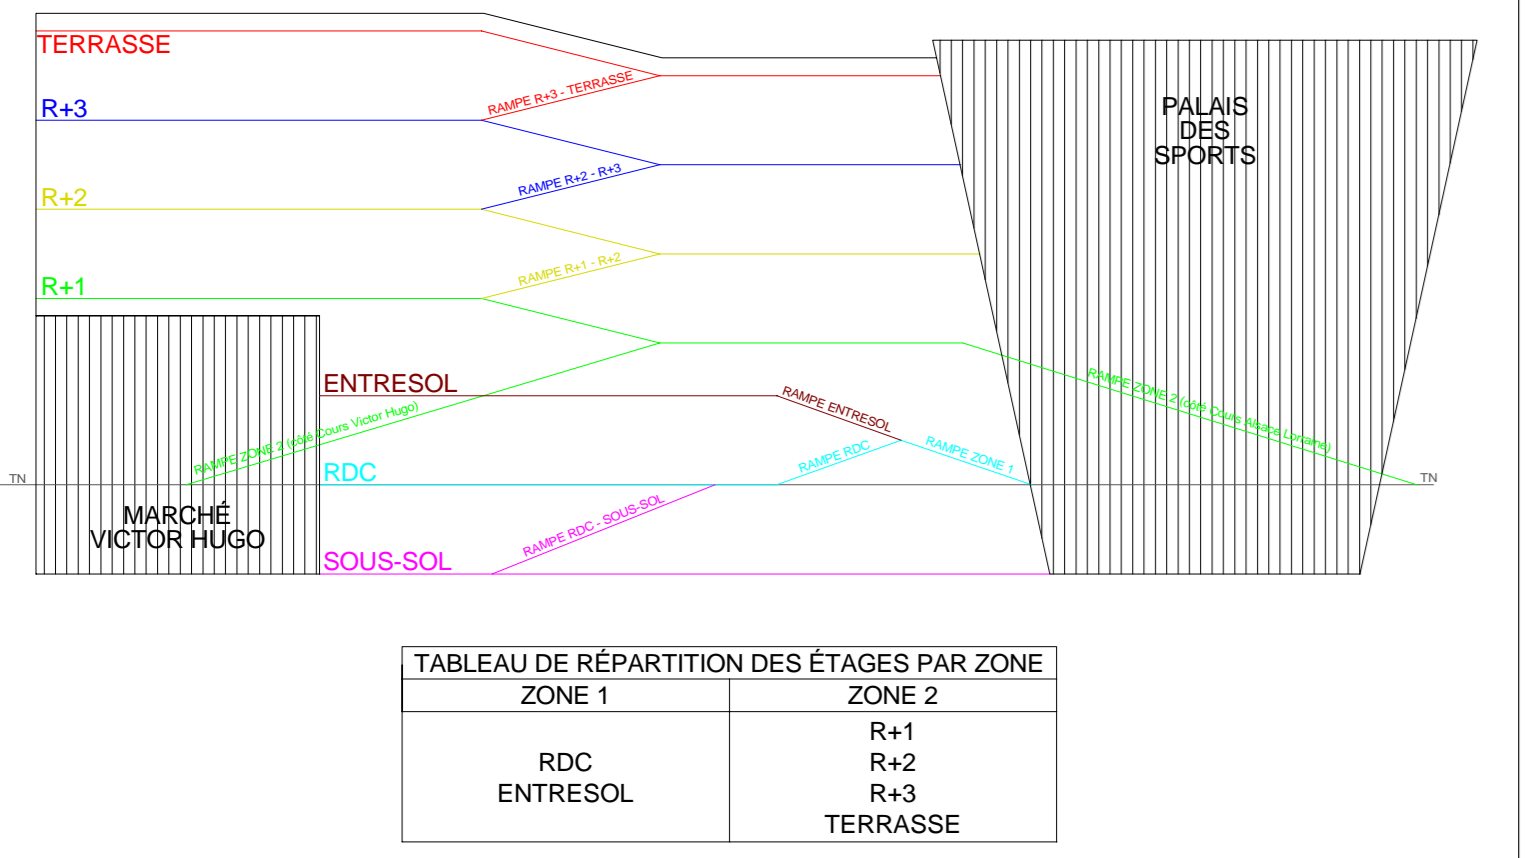 TERRASSE
RAMPE R+3 - TERRASSE
R+3
PALAIS
DES
SPORTS
RAMPE R+2 - R+3
R+2
RAMPE R+1 - R+2
R+1
ENTRESOL
RAMPE ENTRESOL
RAMPE ZONE 2 (côté Cours Alsace Lorraine)
RAMPE ZONE 2 (côté Cours Victor Hugo)
RAMPE RDC
RAMPE ZONE 1
TN
RDC
TN
MARCHÉ
VICTOR HUGO
RAMPE RDC - SOUS-SOL
SOUS-SOL
TABLEAU DE RÉPARTITION DES ÉTAGES PAR ZONE
ZONE 1
ZONE 2
RDC
ENTRESOL
R+1
R+2
R+3
TERRASSE